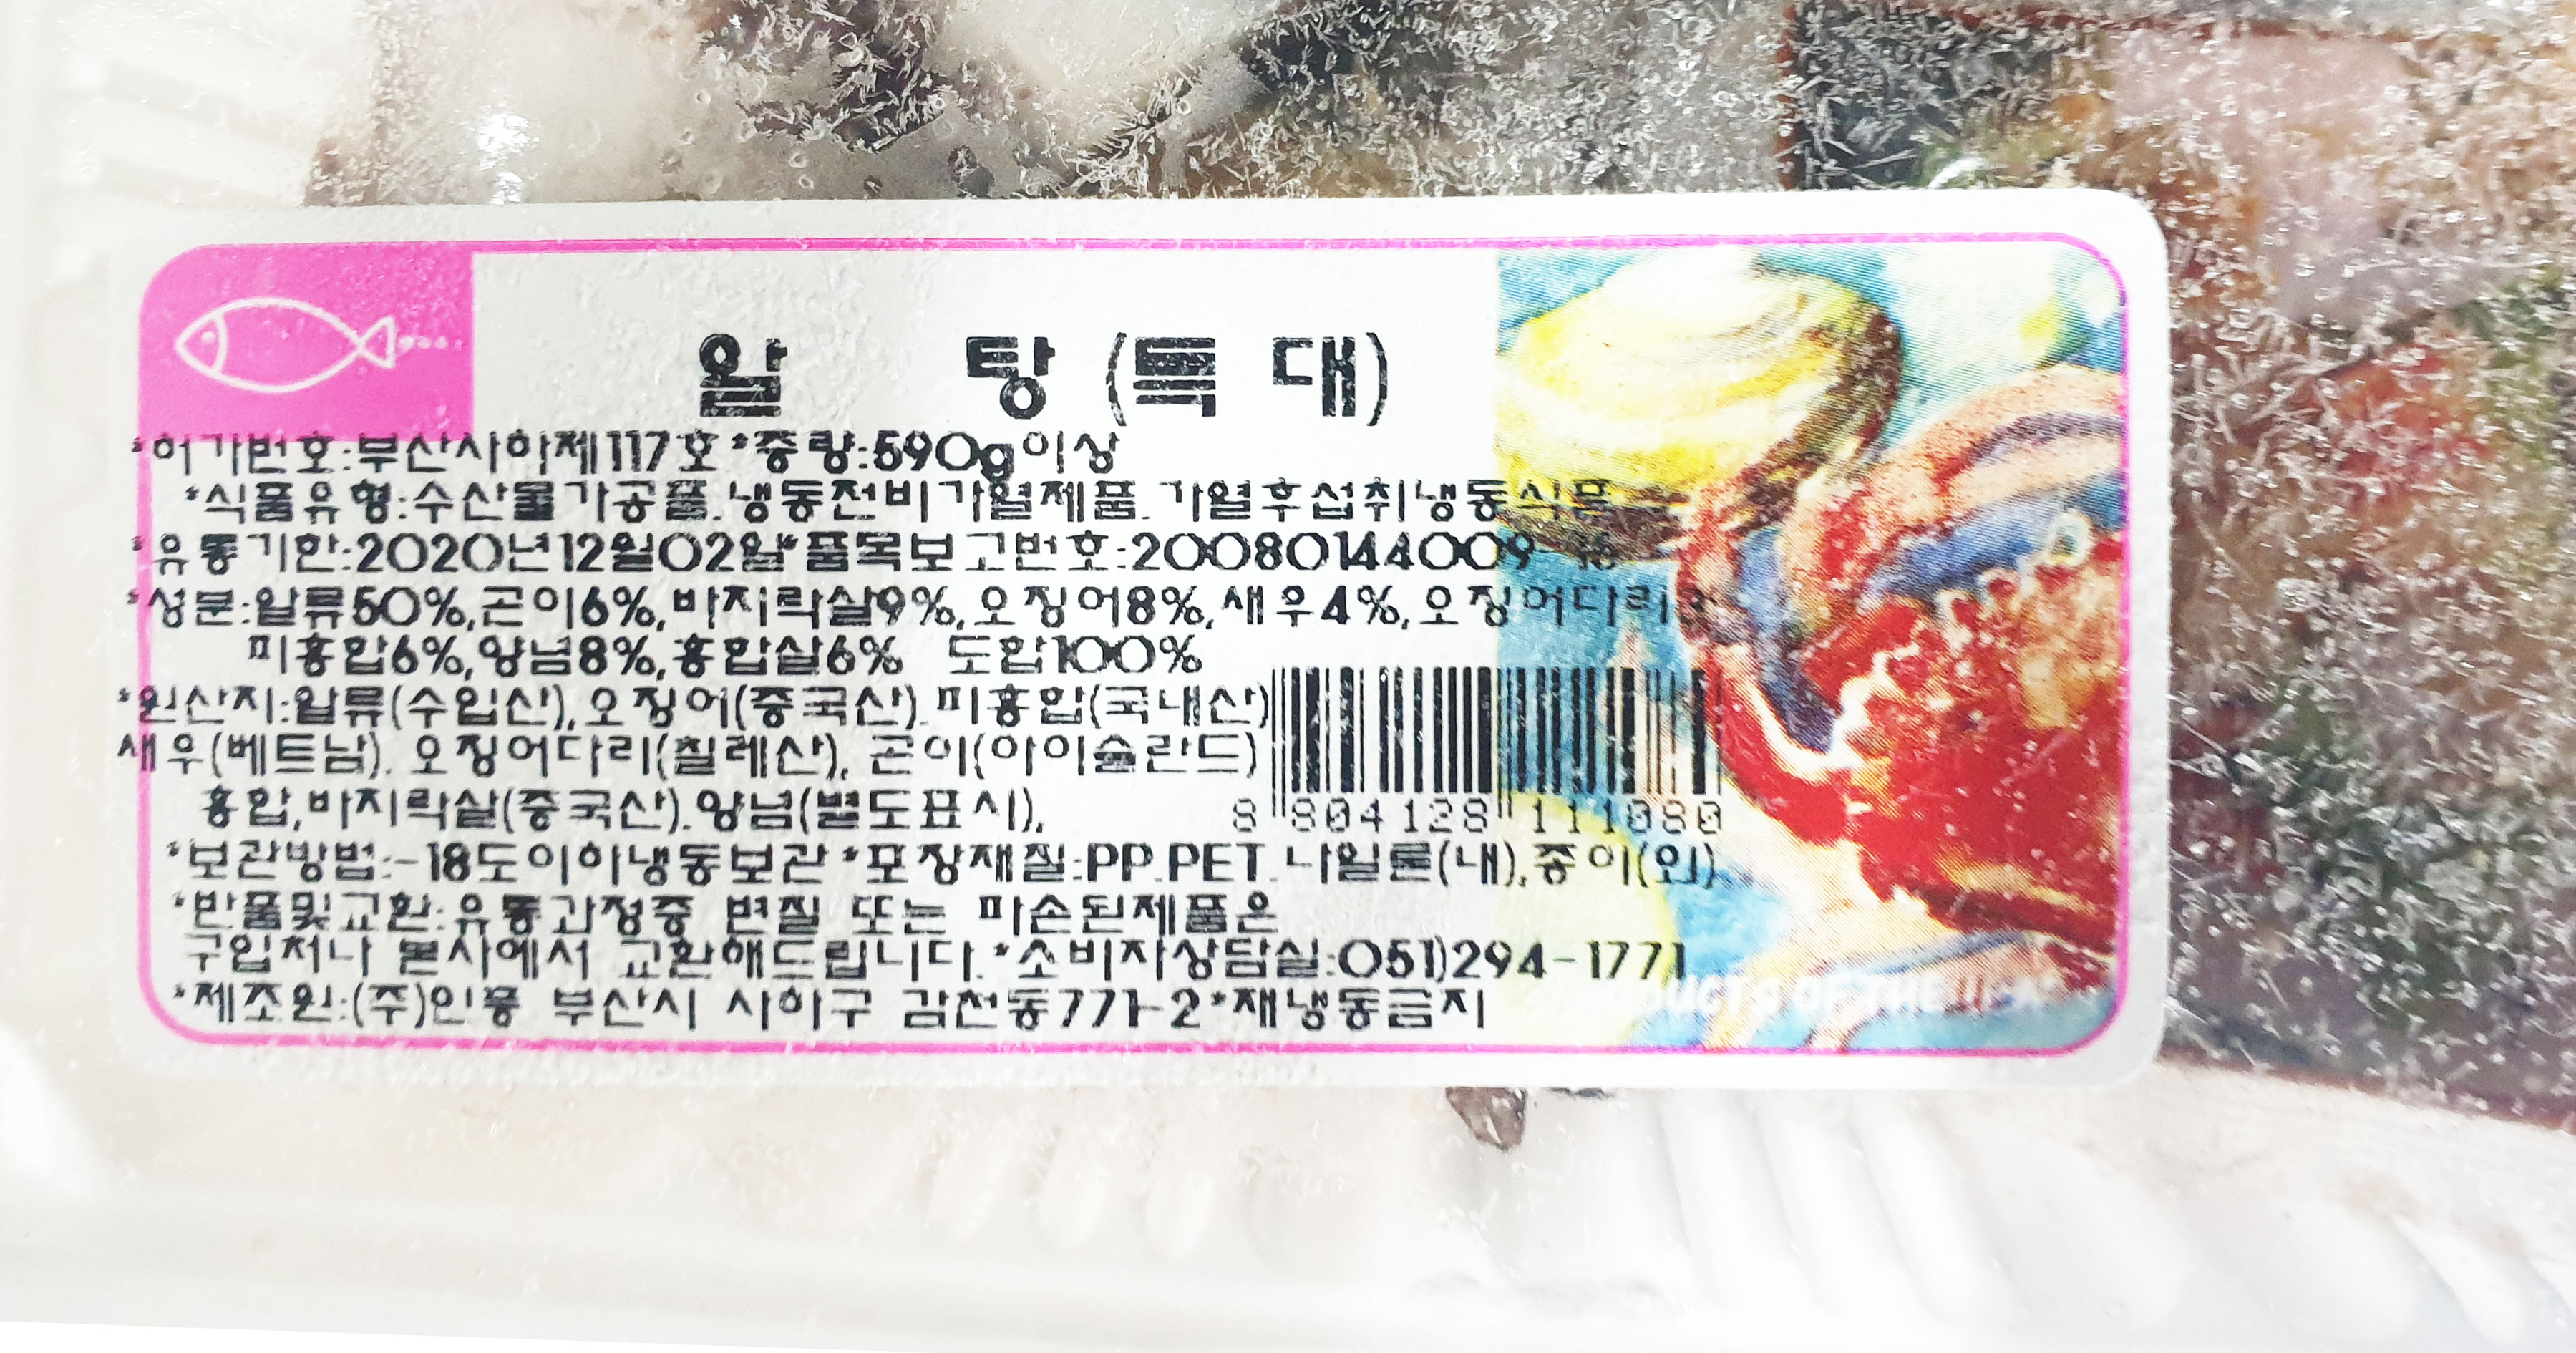 알 탕 (특 대)
*허가번호:부산사하제117호*중량:590g이상
*식품유형:수산물가공품.냉동전비가열제품.가열후섭취냉동식품
*유통기한:2020년12월02일*품목보고번호:20080144009
*성분:알류50%,곤이6%,바지락살9%,오징어8%,새우4%,오징어다리
미홍합6%,양념8%,홍합살6% 도합100%
*원산지:알류(수입산),오징어(중국산).미홍합(국내산)
새우(베트남). 오징어다리(칠레산), 곤이(아이슬란드)
홍합,바지락살(중국산).양념(별도표시),
8 804128 111080
*보관방법:-18도이하냉동보관*포장재질:PP.PET.나일론(내),종이(외)
*반품및교환:유통과정중 변질 또는 파손된제품은
구입처나 본사에서 교환해드립니다.*소비자상담실:051)294-1771
*제조원:(주)인풍 부산시 사하구 감천동771-2*재냉동금지
OF THE